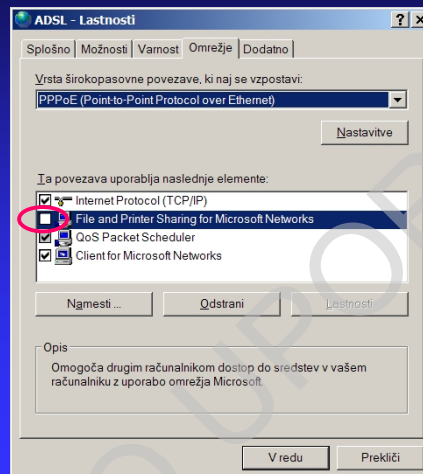 ADSL - Lastnosti
Splošno Možnosti Varnost Omrežje Dodatno
Vrsta širokopasovne povezave, ki naj se vzpostavi:
PPPoE (Point-to-Point Protocol over Ethernet)
Nastavitve
Ta povezava uporablja naslednje elemente:
Internet Protocol (TCP/IP)
File and Printer Sharing for Microsoft Networks
QoS Packet Scheduler
Client for Microsoft Networks
Namesti ... Odstrani Lastnosti
Opis
Omogoča drugim računalnikom dostop do sredstev v vašem
računalniku z uporabo omrežja Microsoft.
V redu Prekliči